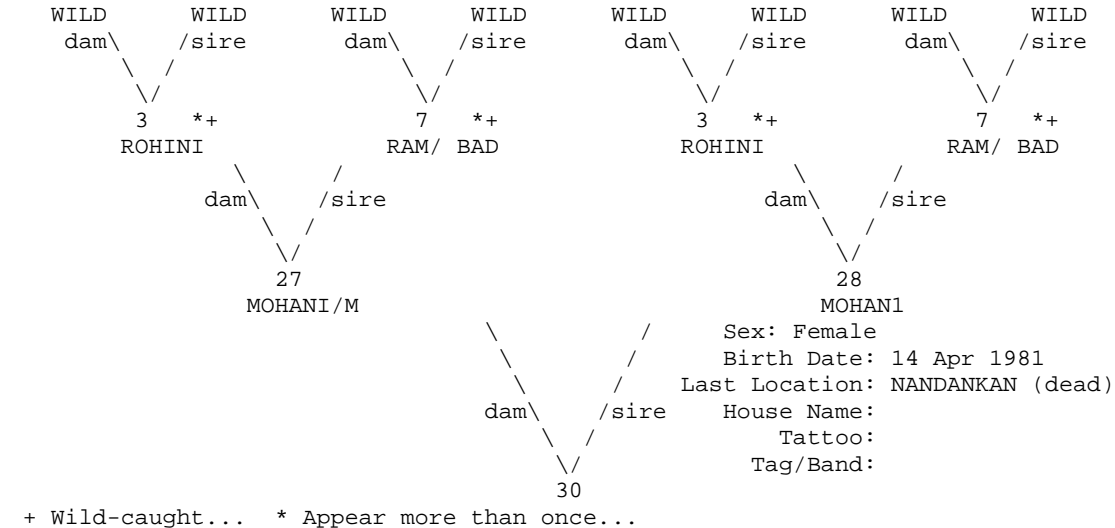 WILD WILD WILD WILD WILD WILD WILD WILD
dam\ /sire dam\ /sire dam\ /sire dam\ /sire
\ / \ / \ / \ /
\/ \/ \/ \/
3 *+ 7 *+ 3 *+ 7 *+
ROHINI RAM/ BAD ROHINI RAM/ BAD
\ / \ /
dam\ /sire dam\ /sire
\ / \ /
\/ \/
27 28
MOHANI/M MOHAN1
\ / Sex: Female
\ / Birth Date: 14 Apr 1981
\ / Last Location: NANDANKAN (dead)
dam\ /sire House Name:
\ / Tattoo:
\/ Tag/Band:
30
+ Wild-caught... * Appear more than once...